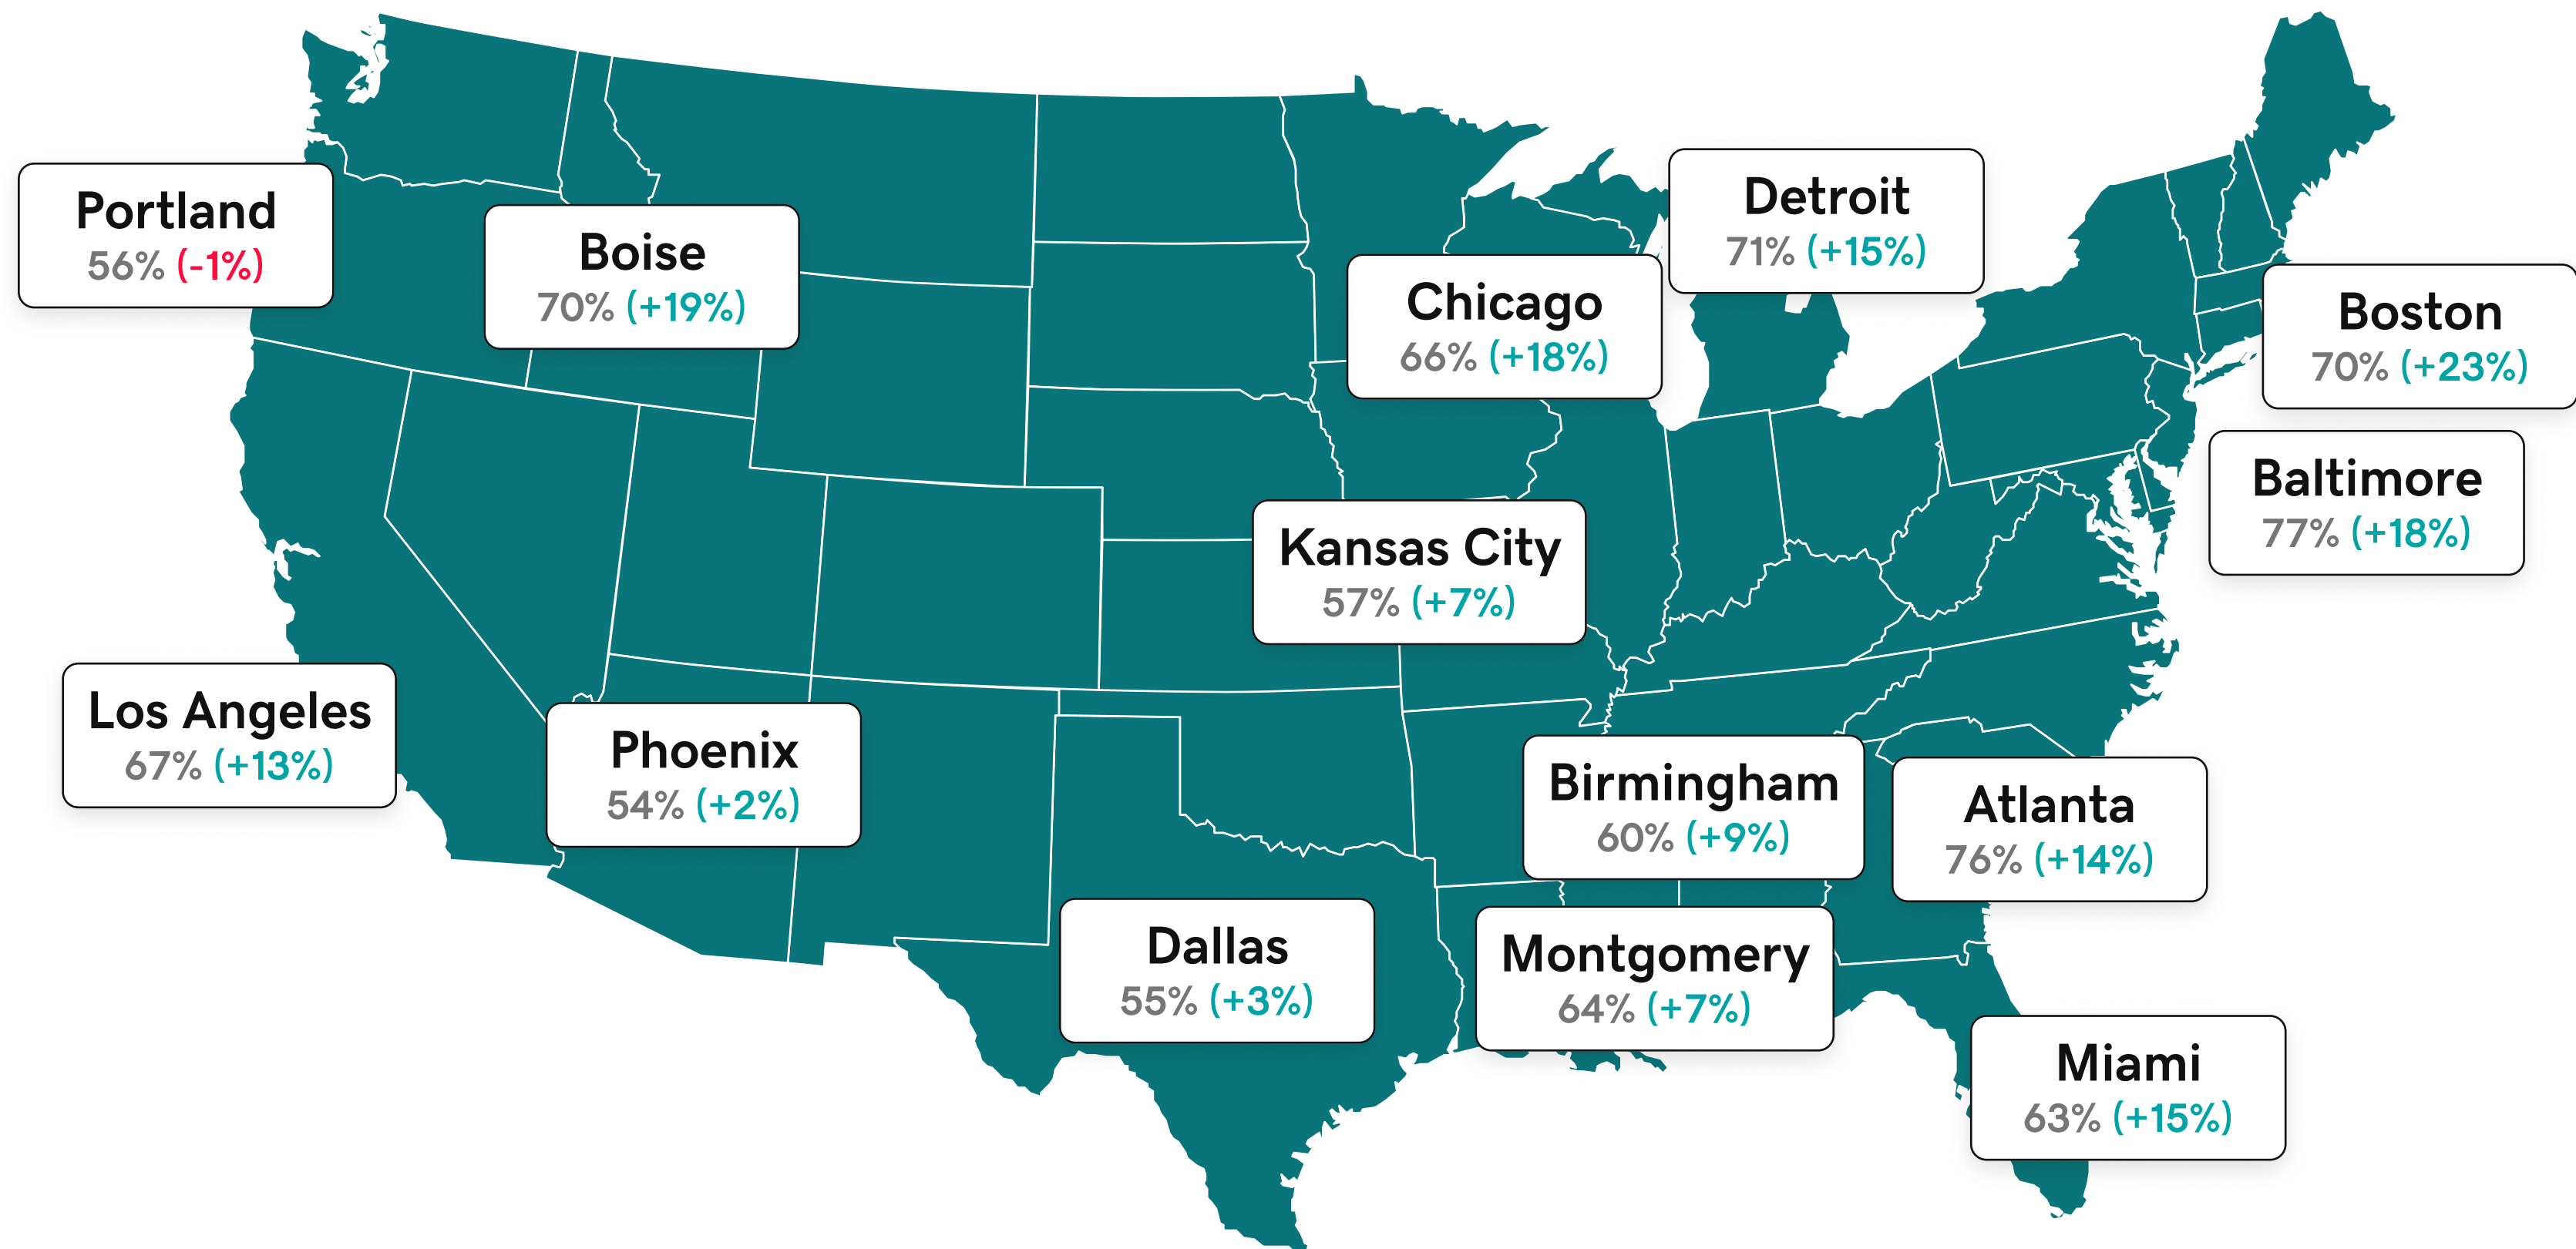 Portland
56% (-1%)
Boise
70% (+19%)
Detroit
71% (+15%)
Chicago
66% (+18%)
Boston
70% (+23%)
Baltimore
77% (+18%)
Kansas City
57% (+7%)
Los Angeles
67% (+13%)
Phoenix
54% (+2%)
Birmingham
60% (+9%)
Atlanta
76% (+14%)
Dallas
55% (+3%)
Montgomery
64% (+7%)
Miami
63% (+15%)